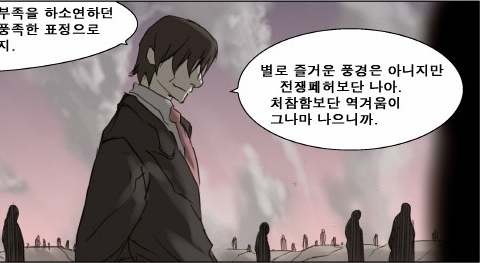 부족을 하소연하던
풍족한 표정으로
지.
별로 즐거운 풍경은 아니지만
전쟁폐허보단 나아.
처참함보단 역겨움이
그나마 나으니까.